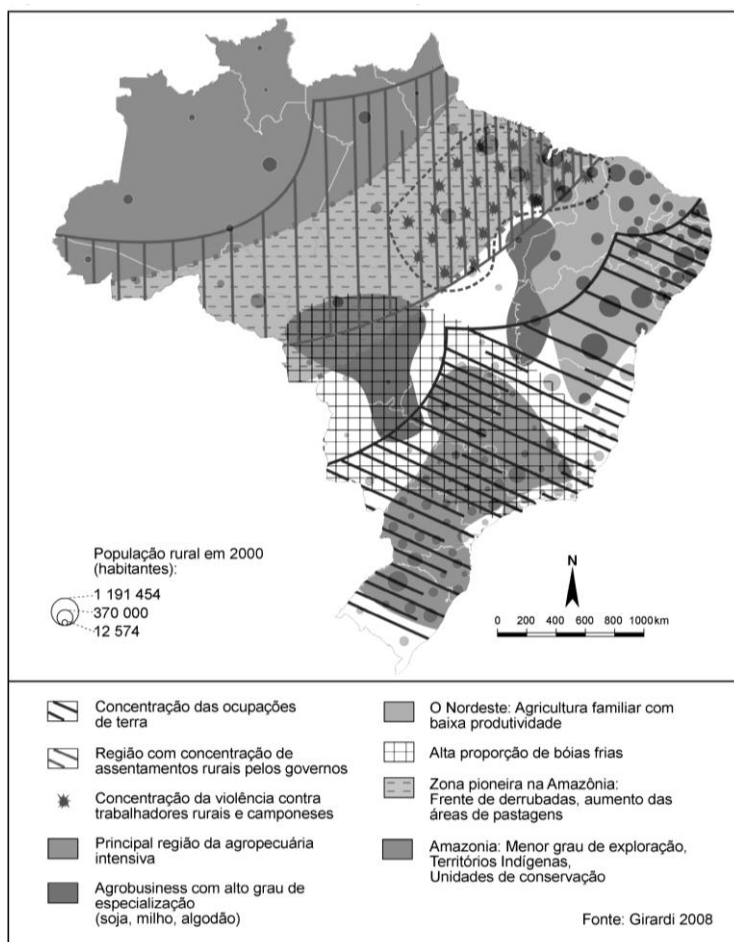 População rural em 2000
(habitantes):
1 191 454
370 000
12 574
N
0 200 400 600 800 1000km
Concentração das ocupações
de terra
Região com concentração de
assentamentos rurais pelos governos
Concentração da violência contra
trabalhadores rurais e camponeses
Principal região da agropecuária
intensiva
Agrobusiness com alto grau de
especialização
(soja, milho, algodão)
O Nordeste: Agricultura familiar com
baixa produtividade
Alta proporção de bóias frias
Zona pioneira na Amazônia:
Frente de derrubadas, aumento das
áreas de pastagens
Amazonia: Menor grau de exploração,
Territórios Indígenas,
Unidades de conservação
Fonte: Girardi 2008